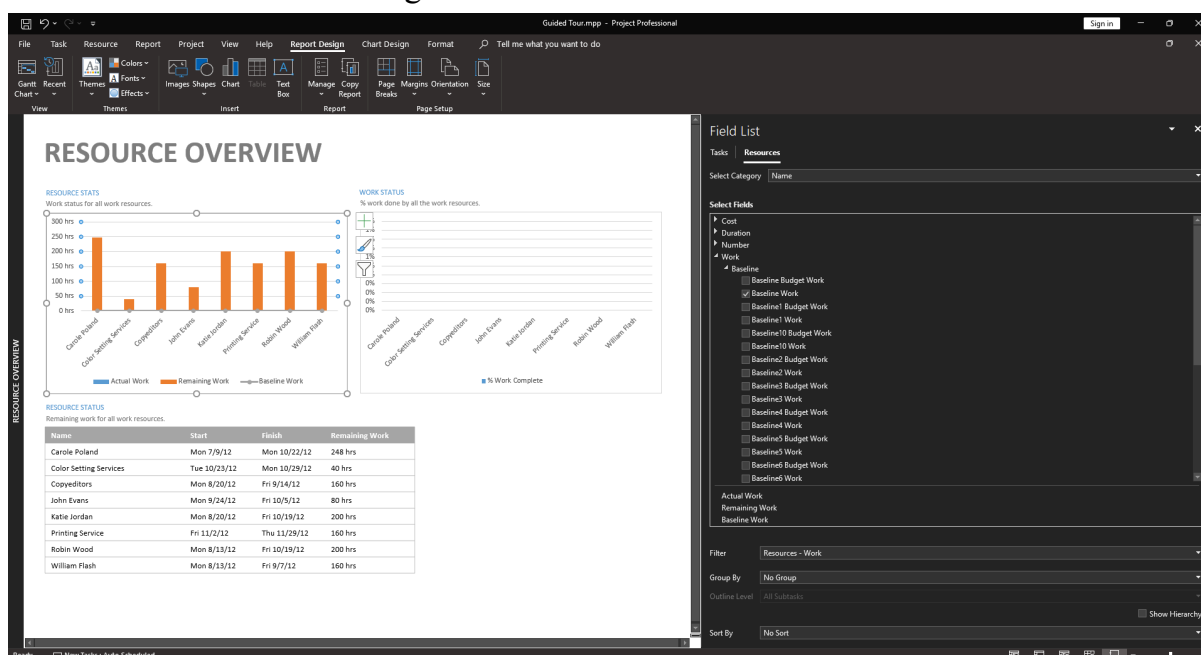 Guided Tour.mpp - Project Professional
Sign in
File Task Resource Report Project View Help Report Design Chart Design Format Tell me what you want to do
Gantt Chart
Recent
Themes
Colors
Fonts
Effects
Images Shapes Chart Table Text Box
Manage Copy Report
Page Breaks Margins Orientation Size
View Themes Insert Report Page Setup
RESOURCE OVERVIEW
RESOURCE OVERVIEW
RESOURCE STATS
Work status for all work resources.
300 hrs
250 hrs
200 hrs
150 hrs
100 hrs
50 hrs
0 hrs
Carole Poland
Color Setting Services
Copyeditors
John Evans
Katie Jordan
Printing Service
Robin Wood
William Flash
Actual Work Remaining Work Baseline Work
WORK STATUS
% work done by all the work resources.
1%
0%
0%
0%
Carole Poland
Color Setting Services
Copyeditors
John Evans
Katie Jordan
Printing Service
Robin Wood
William Flash
% Work Complete
RESOURCE STATUS
Remaining work for all work resources.
Name Start Finish Remaining Work
Carole Poland Mon 7/9/12 Mon 10/22/12 248 hrs
Color Setting Services Tue 10/23/12 Mon 10/29/12 40 hrs
Copyeditors Mon 8/20/12 Fri 9/14/12 160 hrs
John Evans Mon 9/24/12 Fri 10/5/12 80 hrs
Katie Jordan Mon 8/20/12 Fri 10/19/12 200 hrs
Printing Service Fri 11/2/12 Thu 11/29/12 160 hrs
Robin Wood Mon 8/13/12 Fri 10/19/12 200 hrs
William Flash Mon 8/13/12 Fri 9/7/12 160 hrs
Field List
Tasks Resources
Select Category Name
Select Fields
Cost
Duration
Number
Work
Baseline
Baseline Budget Work
Baseline Work
Baseline1 Budget Work
Baseline1 Work
Baseline10 Budget Work
Baseline10 Work
Baseline2 Budget Work
Baseline2 Work
Baseline3 Budget Work
Baseline3 Work
Baseline4 Budget Work
Baseline4 Work
Baseline5 Budget Work
Baseline5 Work
Baseline6 Budget Work
Baseline6 Work
Actual Work
Remaining Work
Baseline Work
Filter Resources - Work
Group By No Group
Outline Level All Subtasks
Show Hierarchy
Sort By No Sort
Ready New Tasks : Auto Scheduled